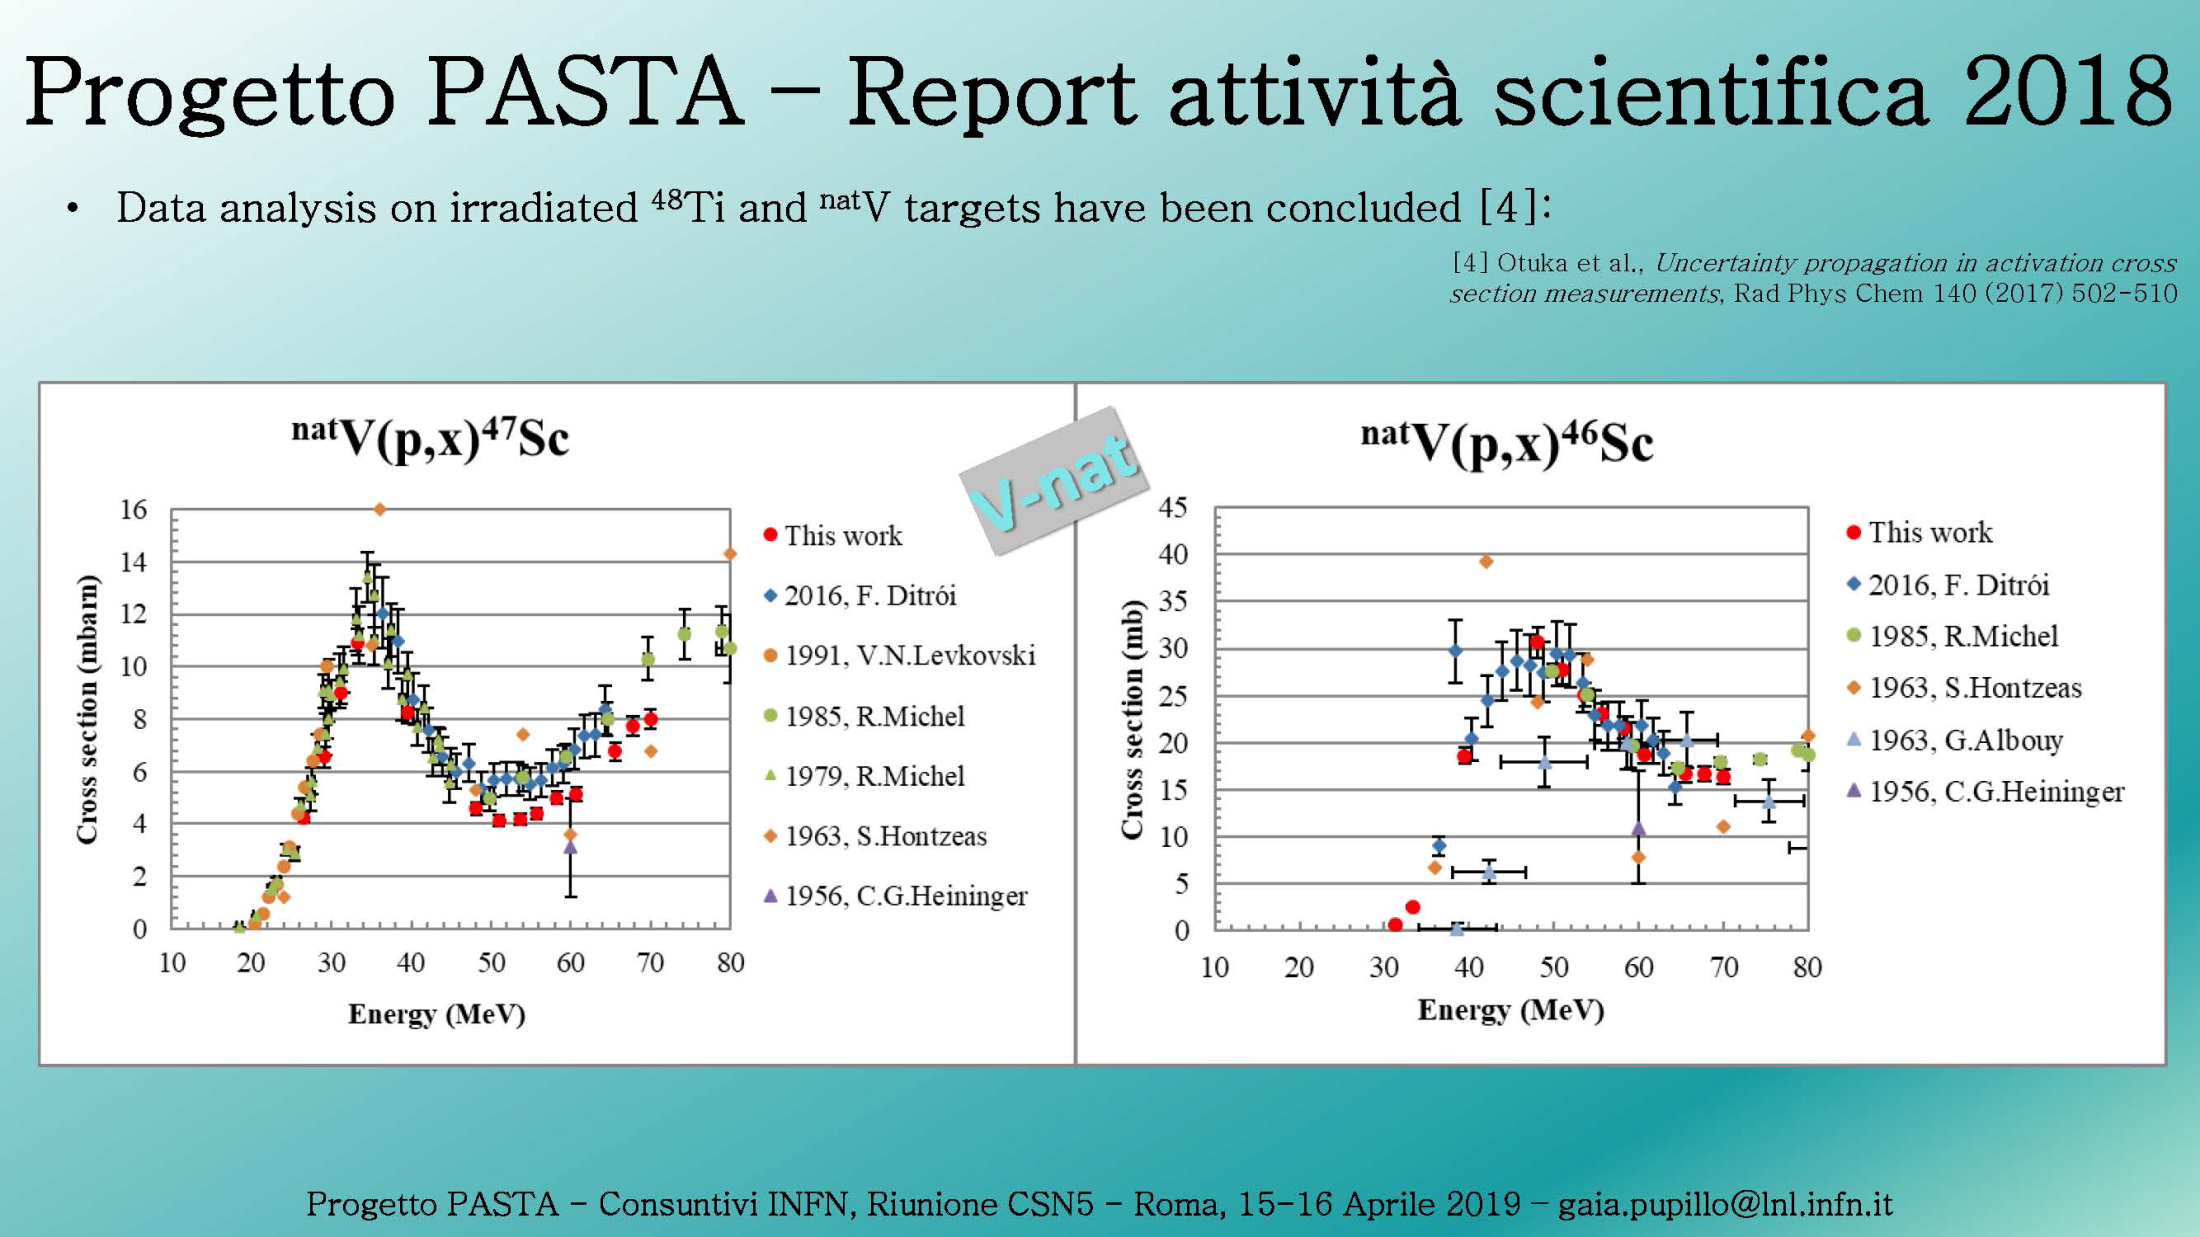 Progetto PASTA – Report attività scientifica 2018
• Data analysis on irradiated ⁴⁸Ti and ⁿᵃᵗV targets have been concluded [4]:
[4] Otuka et al., Uncertainty propagation in activation cross
section measurements, Rad Phys Chem 140 (2017) 502-510
ⁿᵃᵗV(p,x)⁴⁷Sc
16
14
12
10
8
6
4
2
0
Cross section (mbarn)
10 20 30 40 50 60 70 80
Energy (MeV)
This work
2016, F. Ditrói
1991, V.N.Levkovski
1985, R.Michel
1979, R.Michel
1963, S.Hontzeas
1956, C.G.Heininger
V-nat
ⁿᵃᵗV(p,x)⁴⁶Sc
45
40
35
30
25
20
15
10
5
0
Cross section (mb)
10 20 30 40 50 60 70 80
Energy (MeV)
This work
2016, F. Ditrói
1985, R.Michel
1963, S.Hontzeas
1963, G.Albouy
1956, C.G.Heininger
Progetto PASTA – Consuntivi INFN, Riunione CSN5 – Roma, 15-16 Aprile 2019 – gaia.pupillo@lnl.infn.it